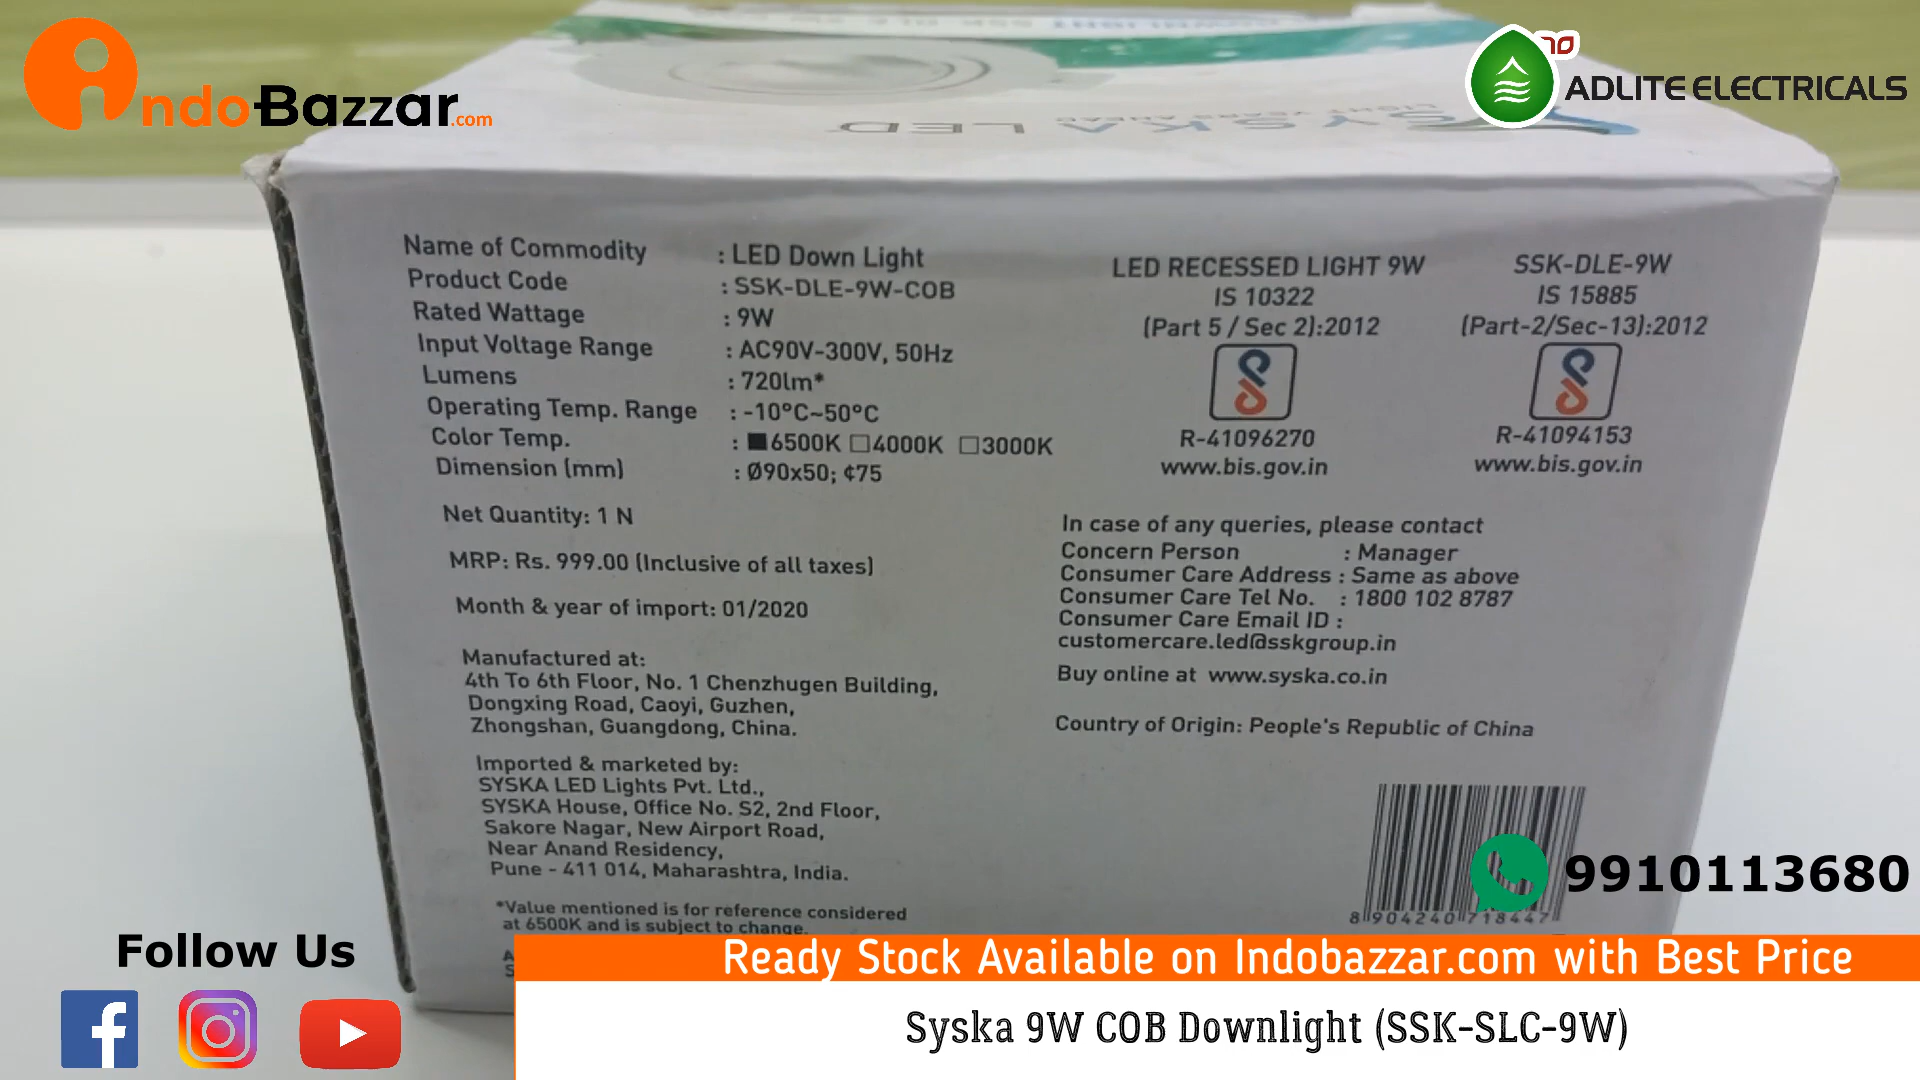 indoBazzar.com
ADLITE ELECTRICALS
SYSKA LED
LIGHT YEARS AHEAD
Name of Commodity : LED Down Light
Product Code : SSK-DLE-9W-COB
Rated Wattage : 9W
Input Voltage Range : AC90V-300V, 50Hz
Lumens : 720lm*
Operating Temp. Range : -10°C~50°C
Color Temp. : ■6500K □4000K □3000K
Dimension (mm) : Ø90x50; ¢75
Net Quantity: 1 N
MRP: Rs. 999.00 (Inclusive of all taxes)
Month & year of import: 01/2020
Manufactured at:
4th To 6th Floor, No. 1 Chenzhugen Building,
Dongxing Road, Caoyi, Guzhen,
Zhongshan, Guangdong, China.
Imported & marketed by:
SYSKA LED Lights Pvt. Ltd.,
SYSKA House, Office No. S2, 2nd Floor,
Sakore Nagar, New Airport Road,
Near Anand Residency,
Pune - 411 014, Maharashtra, India.
*Value mentioned is for reference considered
at 6500K and is subject to change.
LED RECESSED LIGHT 9W
IS 10322
(Part 5 / Sec 2):2012
R-41096270
www.bis.gov.in
SSK-DLE-9W
IS 15885
(Part-2/Sec-13):2012
R-41094153
www.bis.gov.in
In case of any queries, please contact
Concern Person : Manager
Consumer Care Address : Same as above
Consumer Care Tel No. : 1800 102 8787
Consumer Care Email ID :
customercare.led@sskgroup.in
Buy online at www.syska.co.in
Country of Origin: People's Republic of China
8 904240 718447
9910113680
Follow Us
Ready Stock Available on Indobazzar.com with Best Price
Syska 9W COB Downlight (SSK-SLC-9W)